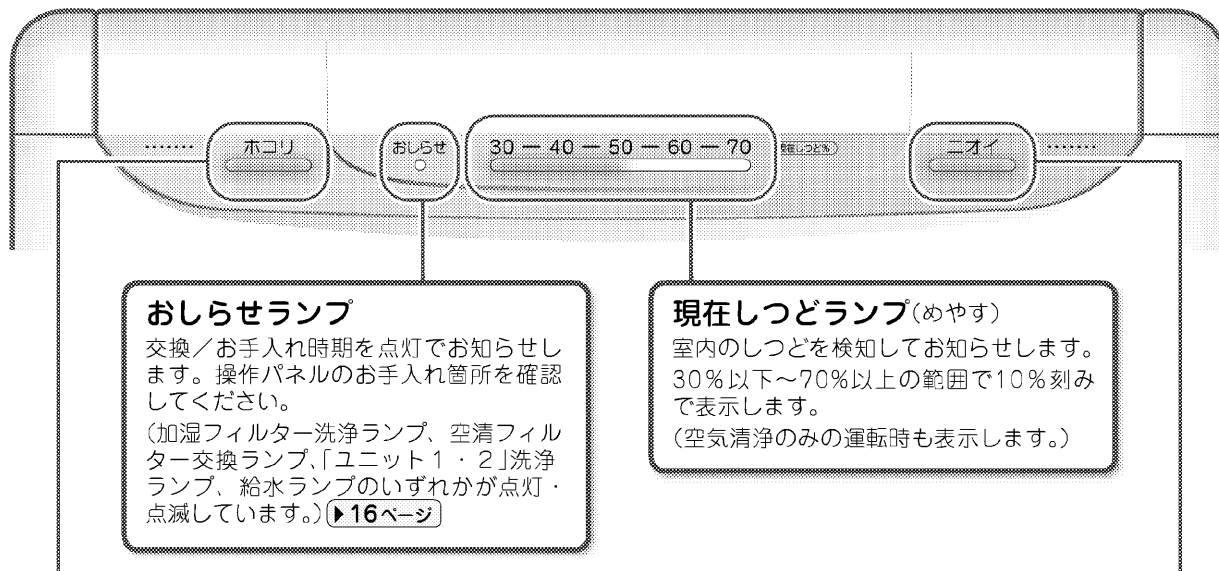 ホコリ
おしらせ
30 ー 40 ー 50 ー 60 ー 70
現在しつど%
ニオイ
おしらせランプ
交換／お手入れ時期を点灯でお知らせし
ます。操作パネルのお手入れ箇所を確認
してください。
(加湿フィルター洗浄ランプ、空清フィル
ター交換ランプ、「ユニット1・2」洗浄
ランプ、給水ランプのいずれかが点灯・
点滅しています。) ▶16ページ
現在しつどランプ(めやす)
室内のしつどを検知してお知らせします。
30%以下～70%以上の範囲で10%刻み
で表示します。
(空気清浄のみの運転時も表示します。)